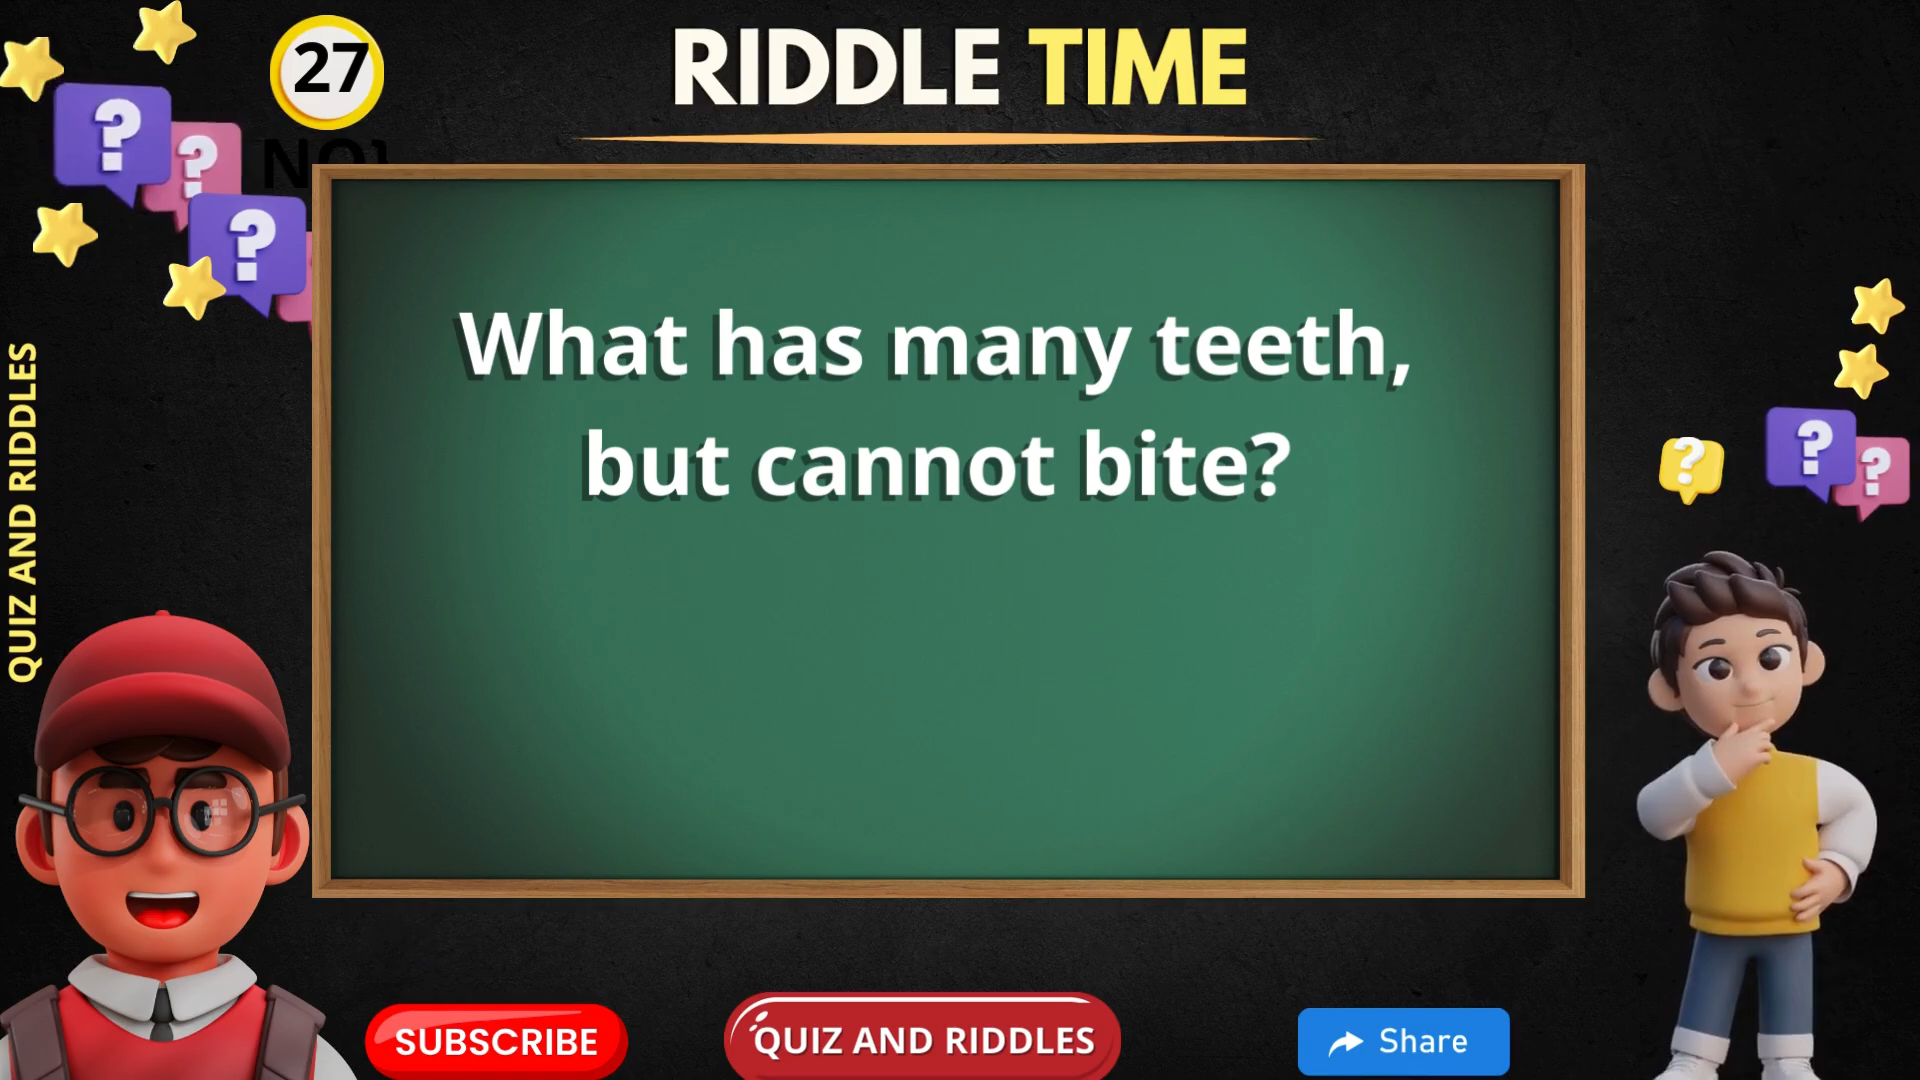 27
RIDDLE TIME
What has many teeth,
but cannot bite?
QUIZ AND RIDDLES
SUBSCRIBE
QUIZ AND RIDDLES
Share